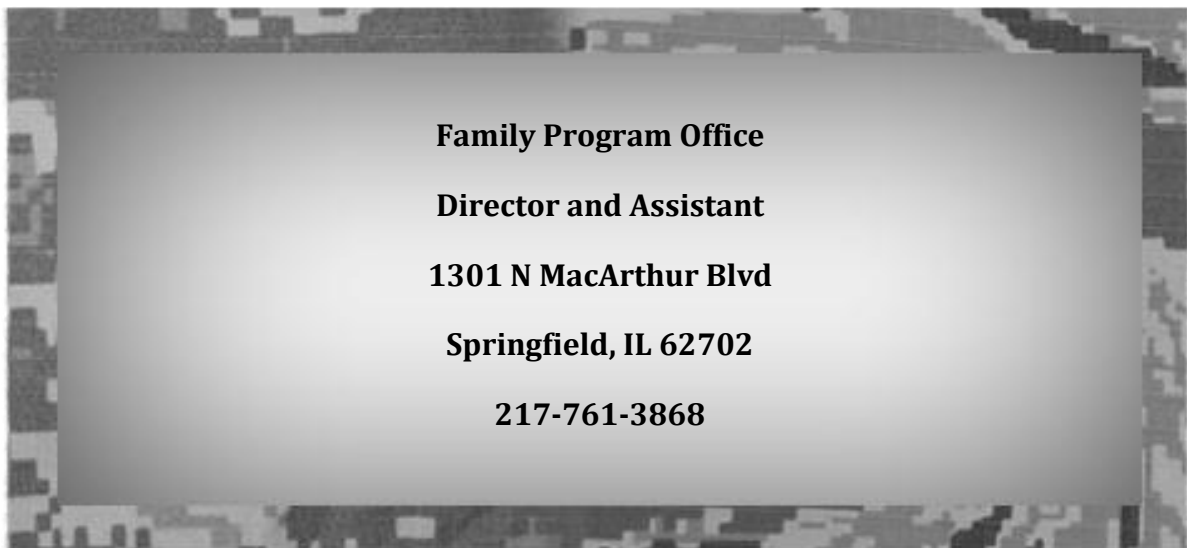 Family Program Office
Director and Assistant
1301 N MacArthur Blvd
Springfield, IL 62702
217-761-3868